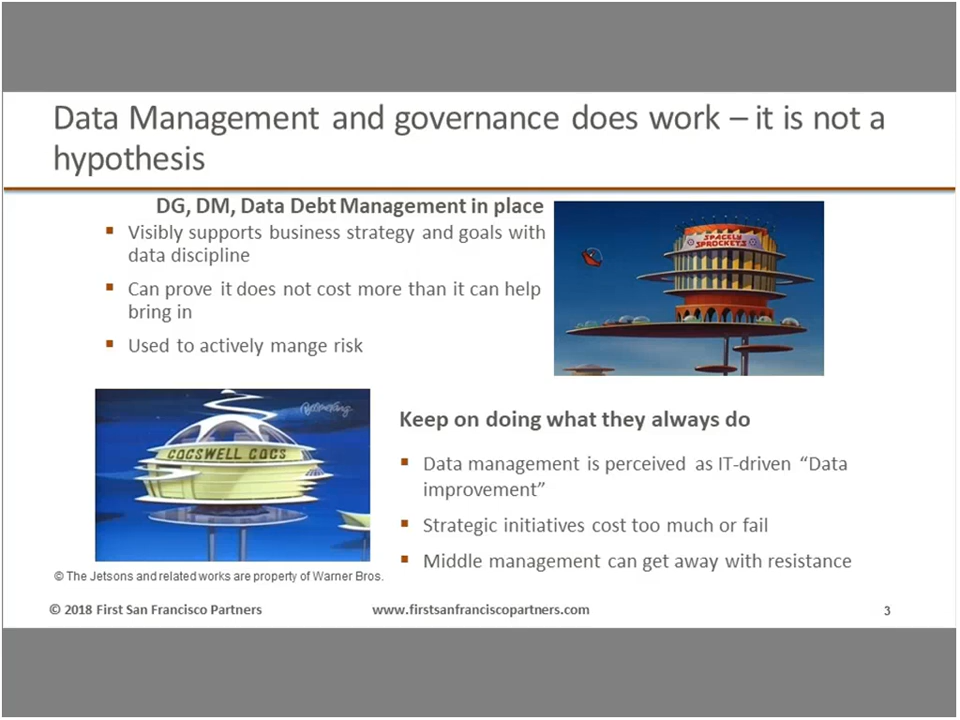 Data Management and governance does work – it is not a
hypothesis
DG, DM, Data Debt Management in place
▪ Visibly supports business strategy and goals with
data discipline
▪ Can prove it does not cost more than it can help
bring in
▪ Used to actively mange risk
SPACELY
SPROCKETS
COGSWELL COGS
Boomerang
Keep on doing what they always do
▪ Data management is perceived as IT-driven “Data
improvement”
▪ Strategic initiatives cost too much or fail
▪ Middle management can get away with resistance
© The Jetsons and related works are property of Warner Bros.
© 2018 First San Francisco Partners
www.firstsanfranciscopartners.com
3